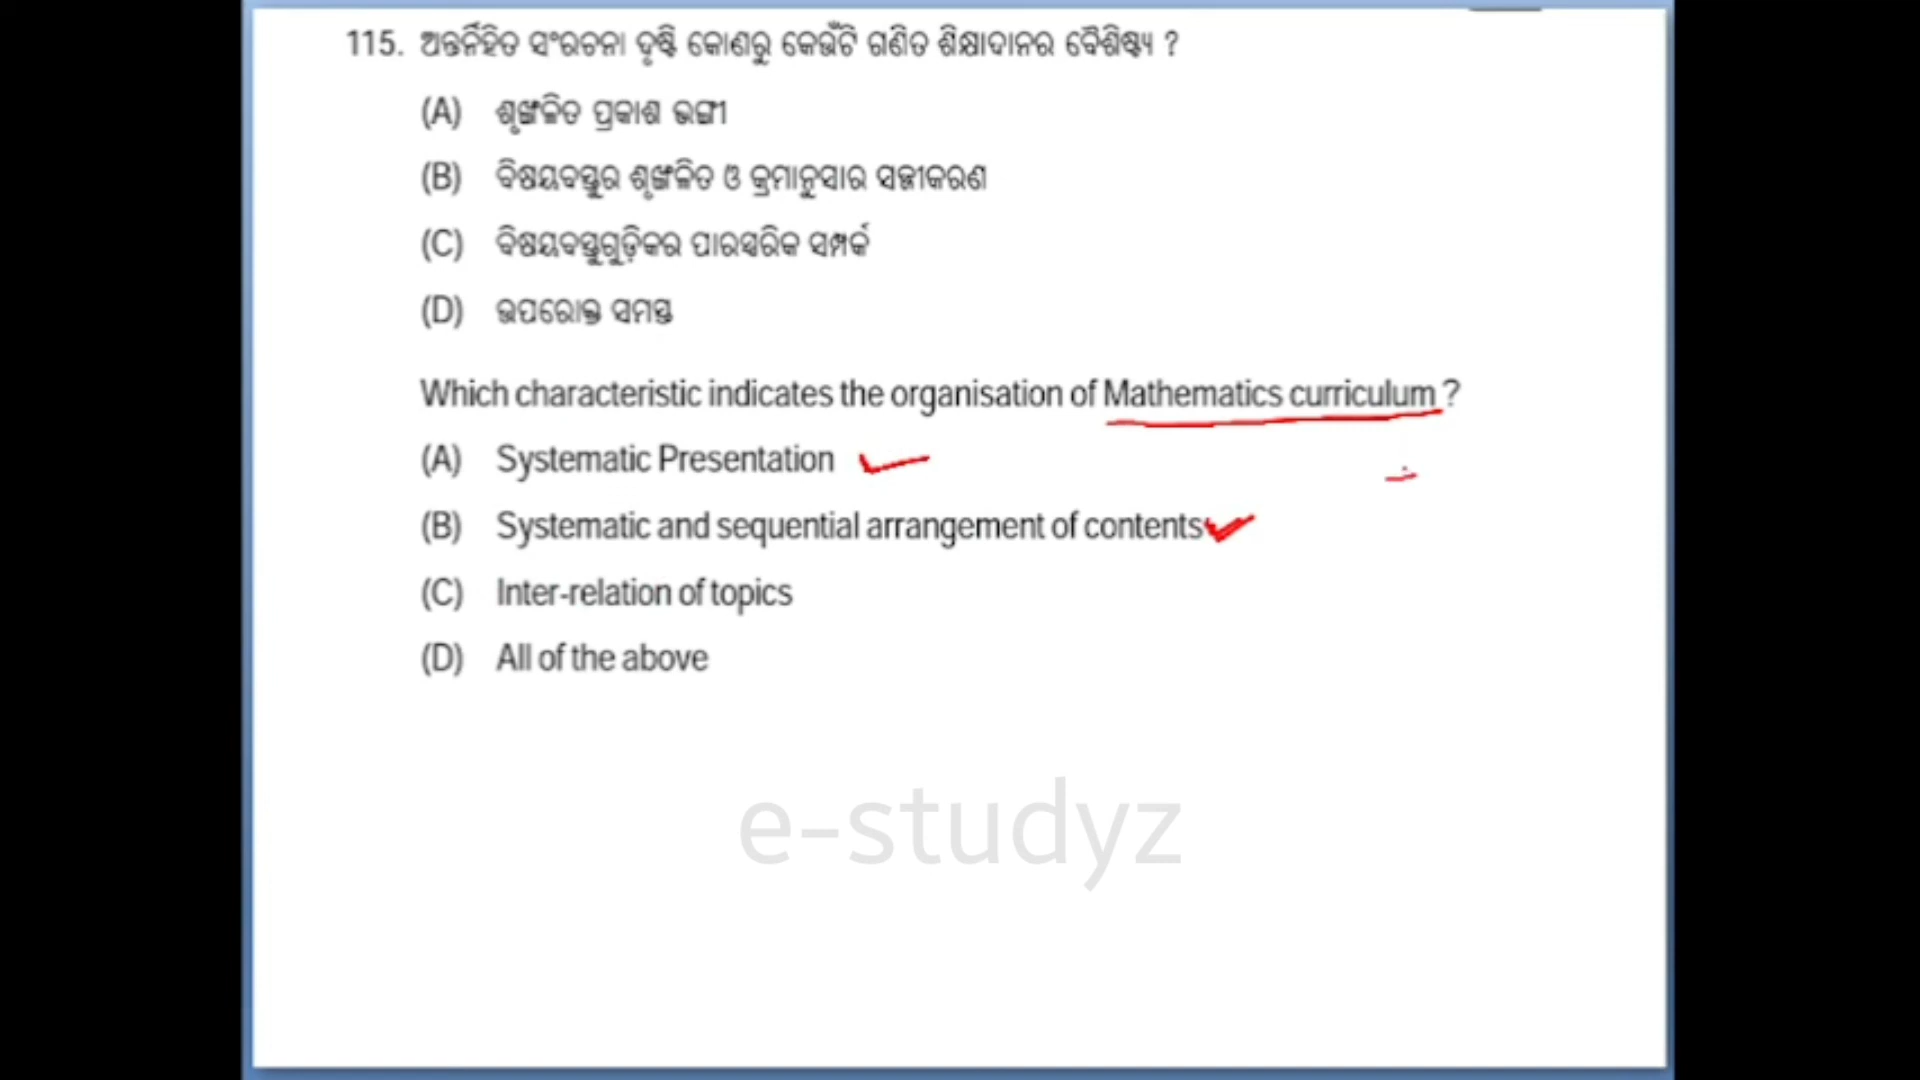 115. ଅନ୍ତର୍ନିହିତ ସଂରଚନା ଦୃଷ୍ଟି କୋଣରୁ କେଉଁଟି ଗଣିତ ଶିକ୍ଷାଦାନର ବୈଶିଷ୍ଟ୍ୟ ?
(A) ଶୃଙ୍ଖଳିତ ପ୍ରକାଶ ଭଙ୍ଗୀ
(B) ବିଷୟବସ୍ତୁର ଶୃଙ୍ଖଳିତ ଓ କ୍ରମାନୁସାର ସଜ୍ଜୀକରଣ
(C) ବିଷୟବସ୍ତୁଗୁଡ଼ିକର ପାରସ୍ପରିକ ସମ୍ପର୍କ
(D) ଉପରୋକ୍ତ ସମସ୍ତ
Which characteristic indicates the organisation of Mathematics curriculum ?
(A) Systematic Presentation
(B) Systematic and sequential arrangement of contents
(C) Inter-relation of topics
(D) All of the above
e-studyz